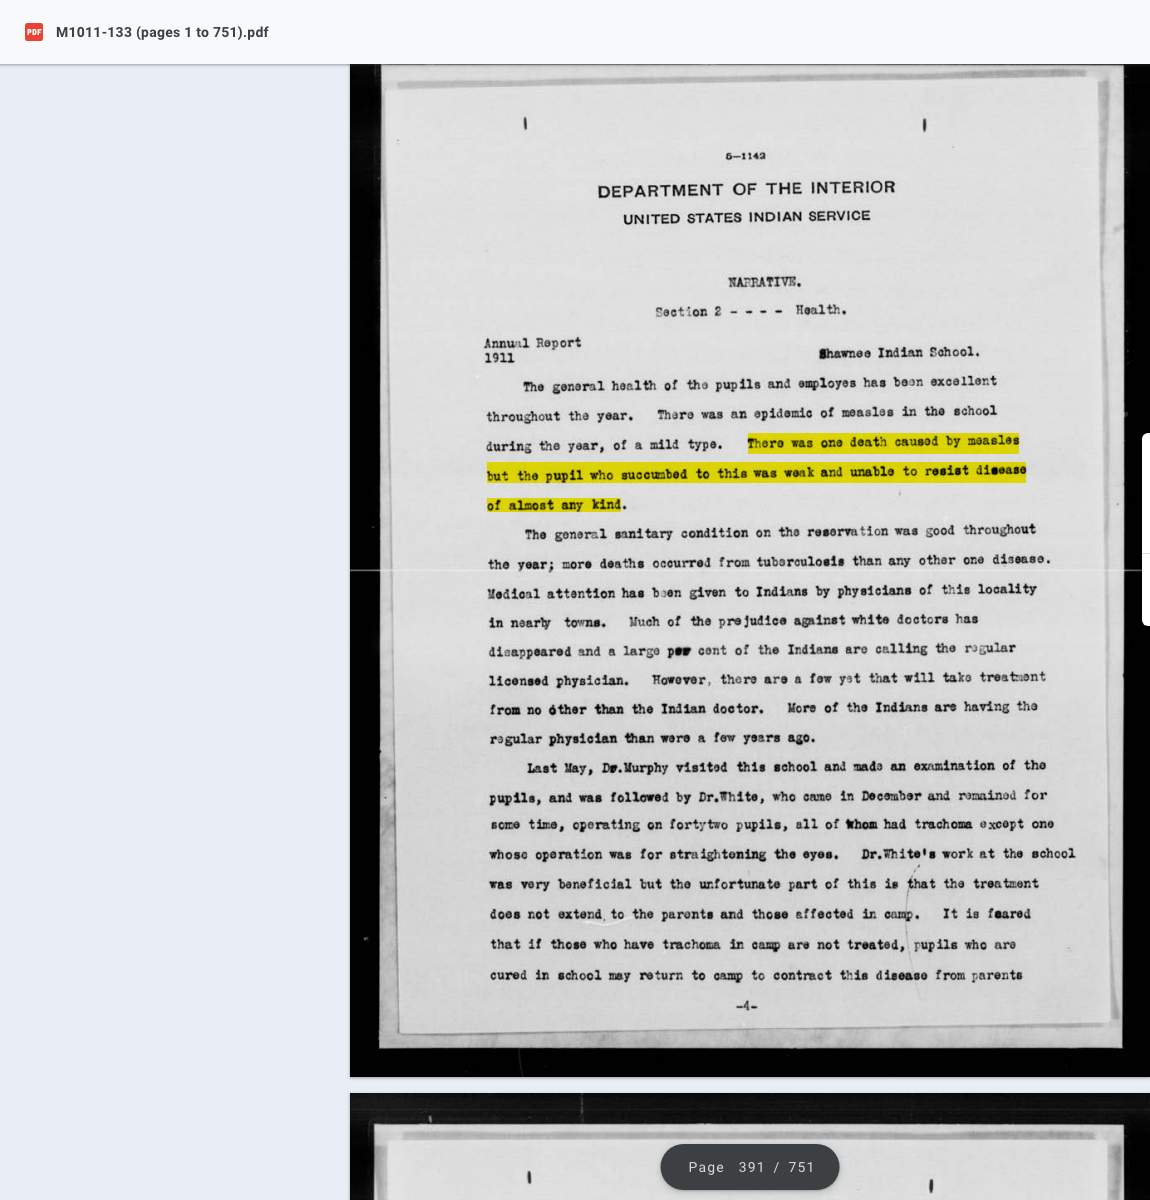 M1011-133 (pages 1 to 751).pdf
5—1142
DEPARTMENT OF THE INTERIOR
UNITED STATES INDIAN SERVICE
NARRATIVE.
Section 2 - - - - Health.
Annual Report
1911
Shawnee Indian School.
The general health of the pupils and employes has been excellent
throughout the year. There was an epidemic of measles in the school
during the year, of a mild type. There was one death caused by measles
but the pupil who succumbed to this was weak and unable to resist disease
of almost any kind.
The general sanitary condition on the reservation was good throughout
the year; more deaths occurred from tuberculosis than any other one disease.
Medical attention has been given to Indians by physicians of this locality
in nearly towns. Much of the prejudice against white doctors has
disappeared and a large per cent of the Indians are calling the regular
licensed physician. However, there are a few yet that will take treatment
from no other than the Indian doctor. More of the Indians are having the
regular physician than were a few years ago.
Last May, Dr.Murphy visited this school and made an examination of the
pupils, and was followed by Dr.White, who came in December and remained for
some time, operating on fortytwo pupils, all of whom had trachoma except one
whose operation was for straightening the eyes. Dr.White's work at the school
was very beneficial but the unfortunate part of this is that the treatment
does not extend to the parents and those affected in camp. It is feared
that if those who have trachoma in camp are not treated, pupils who are
cured in school may return to camp to contract this disease from parents
-4-
Page 391 / 751